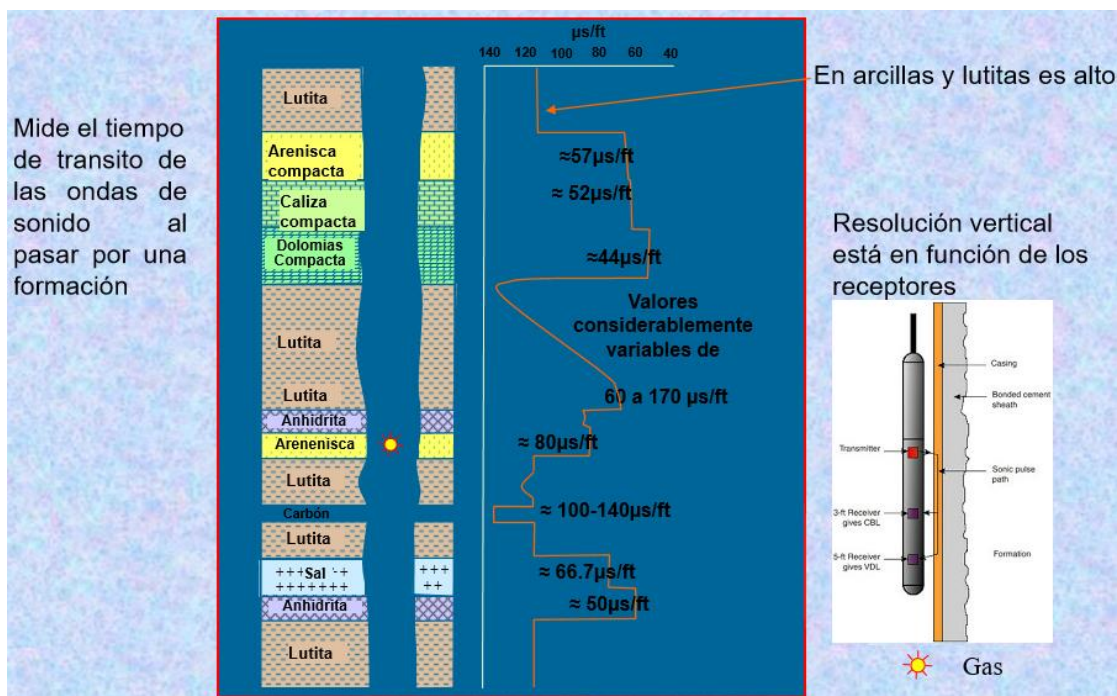 Mide el tiempo
de transito de
las ondas de
sonido al
pasar por una
formación
µs/ft
140 120 100 80 60 40
Lutita
Arenisca
compacta
Caliza
compacta
Dolomias
Compacta
Lutita
Lutita
Anhidrita
Arenenisca
Lutita
Carbón
Lutita
+++Sal -+
+++++++
+++
++
Anhidrita
Lutita
≈57µs/ft
≈ 52µs/ft
≈44µs/ft
Valores
considerablemente
variables de
60 a 170 µs/ft
≈ 80µs/ft
≈ 100-140µs/ft
≈ 66.7µs/ft
≈ 50µs/ft
En arcillas y lutitas es alto
Resolución vertical
está en función de los
receptores
Casing
Bonded cement
sheath
Transmitter
Sonic pulse
path
3-ft Receiver
gives CBL
5-ft Receiver
gives VDL
Formation
Gas